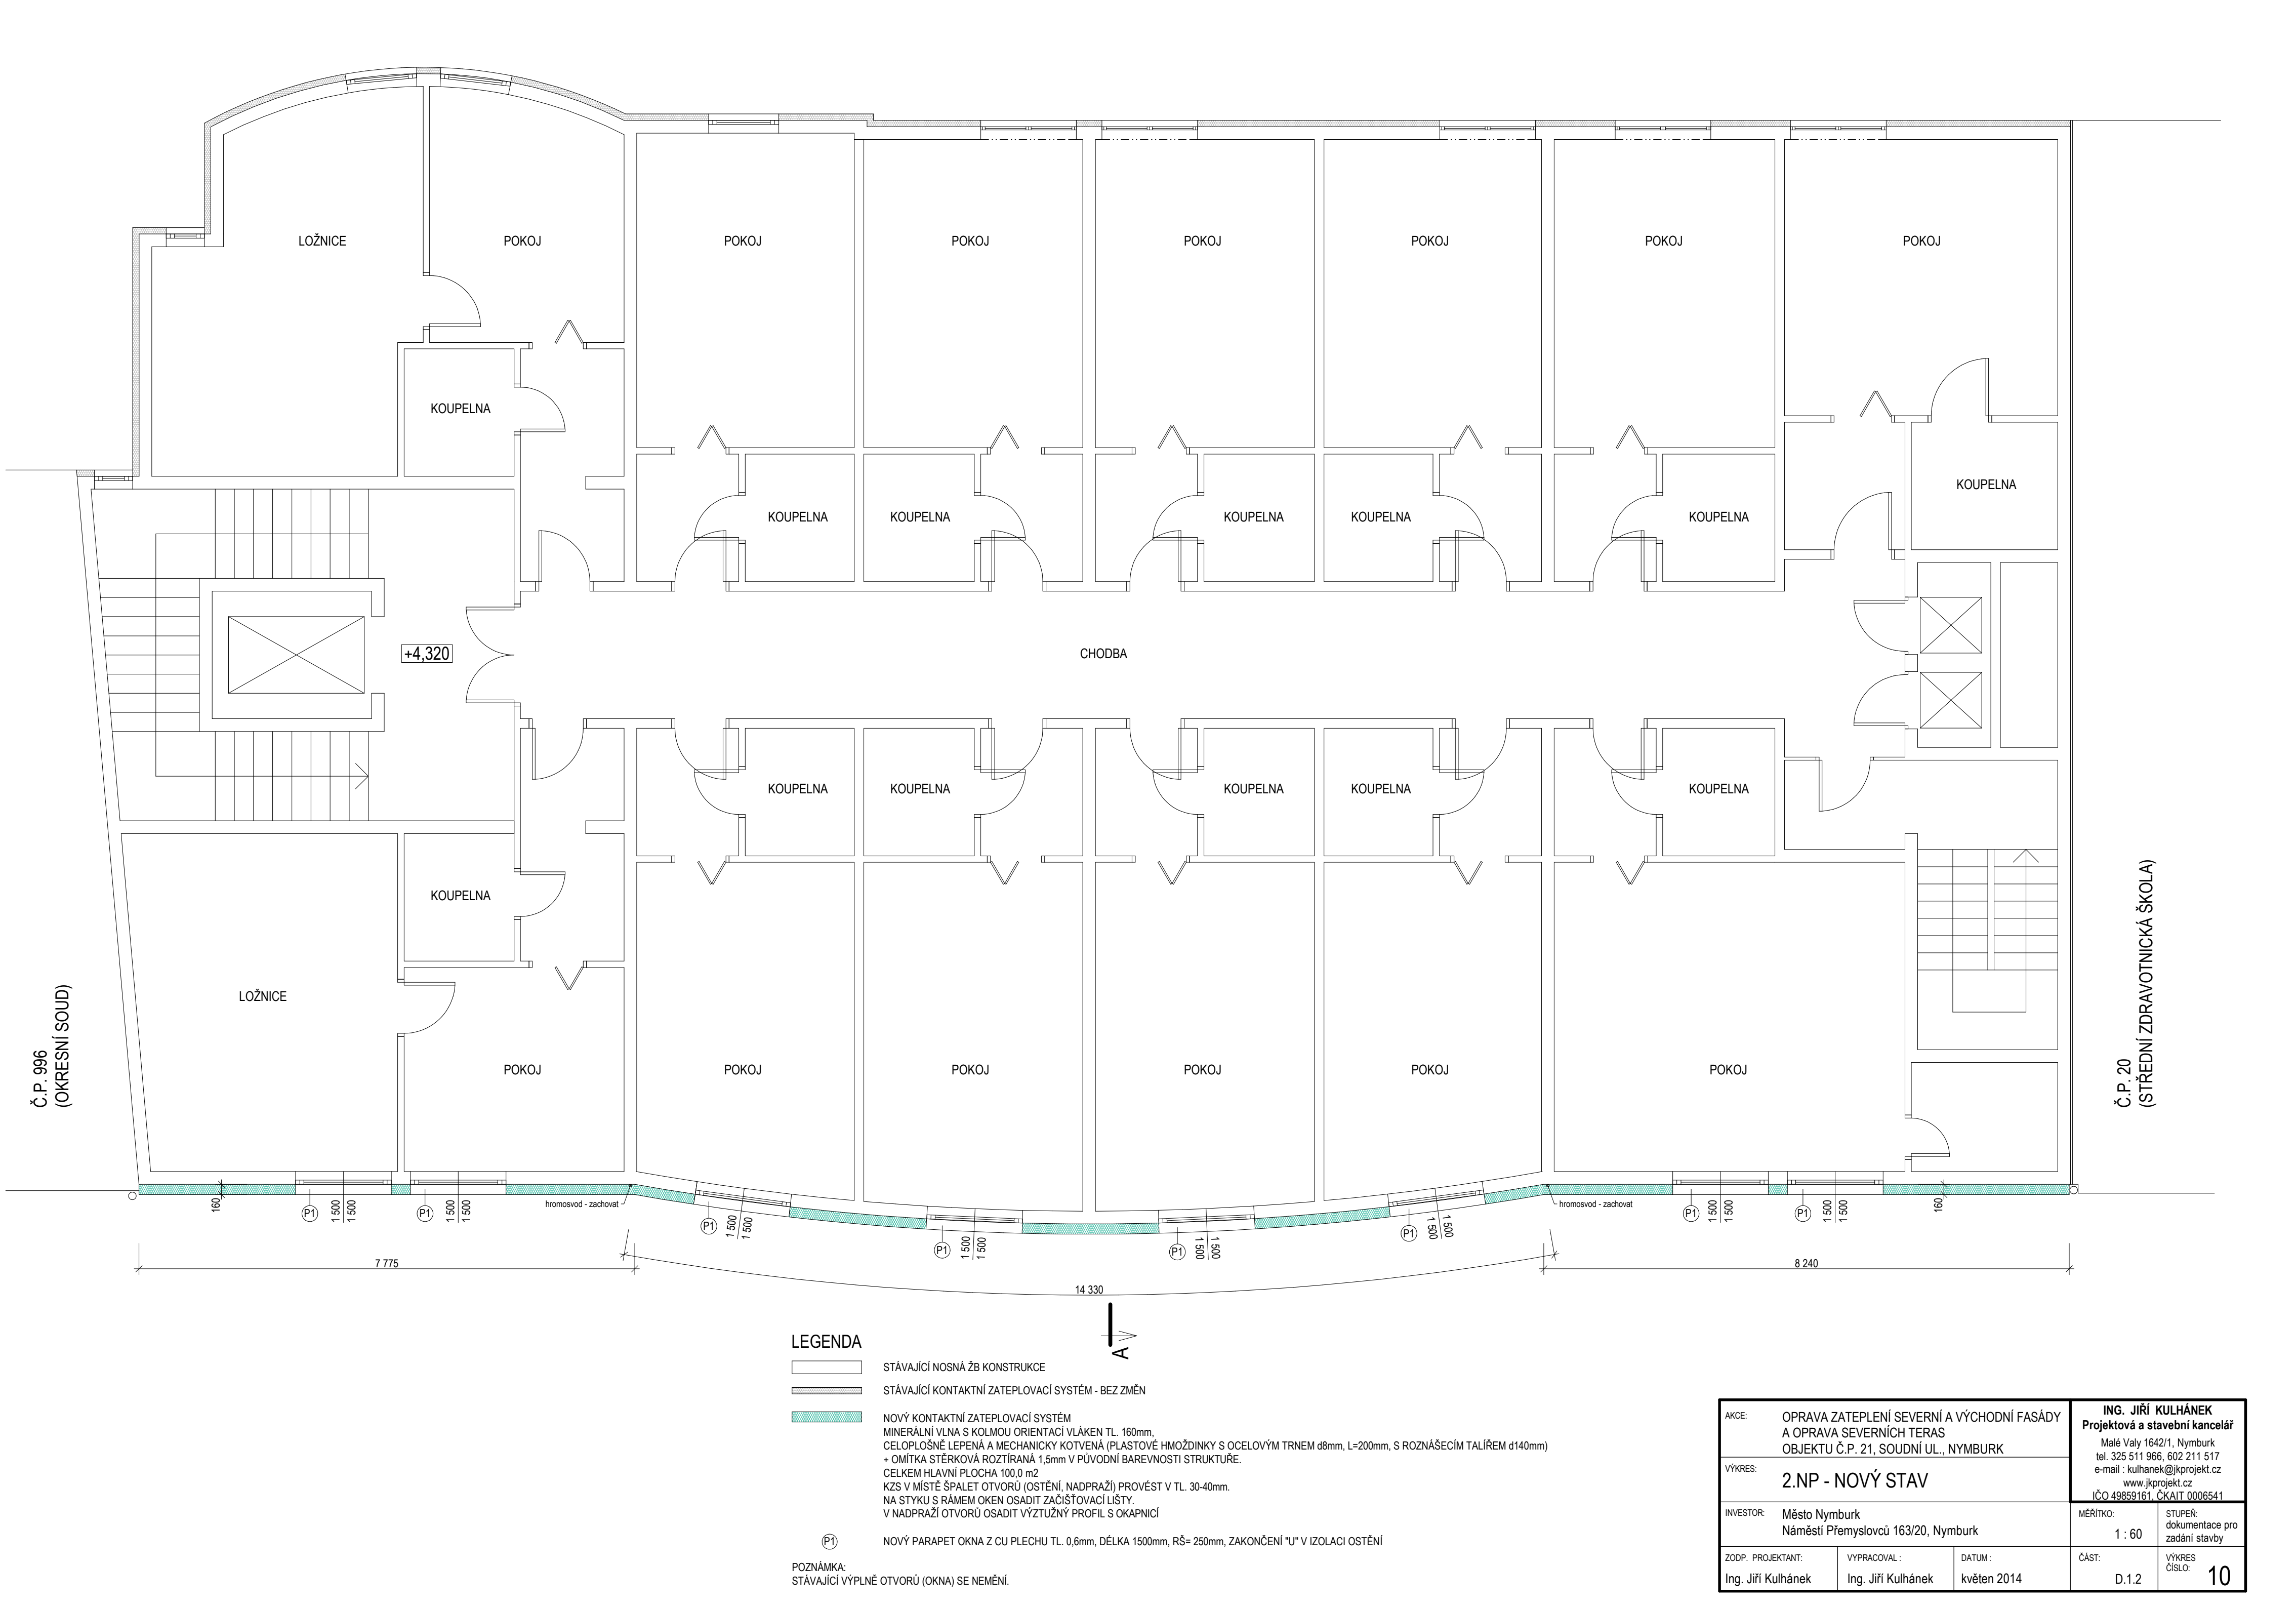 LOŽNICE
POKOJ
POKOJ
POKOJ
POKOJ
POKOJ
POKOJ
POKOJ
KOUPELNA
KOUPELNA
KOUPELNA
KOUPELNA
KOUPELNA
KOUPELNA
KOUPELNA
KOUPELNA
+4,320
CHODBA
KOUPELNA
KOUPELNA
KOUPELNA
KOUPELNA
KOUPELNA
KOUPELNA
LOŽNICE
POKOJ
POKOJ
POKOJ
POKOJ
POKOJ
POKOJ
Č.P. 996
(OKRESNÍ SOUD)
Č.P. 20
(STŘEDNÍ ZDRAVOTNICKÁ ŠKOLA)
160
P1
1 500
1 500
P1
1 500
1 500
hromosvod - zachovat
P1
1 500
1 500
P1
1 500
1 500
P1
1 500
1 500
P1
1 500
1 500
hromosvod - zachovat
P1
1 500
1 500
P1
1 500
1 500
160
7 775
14 330
8 240
A
LEGENDA
STÁVAJÍCÍ NOSNÁ ŽB KONSTRUKCE
STÁVAJÍCÍ KONTAKTNÍ ZATEPLOVACÍ SYSTÉM - BEZ ZMĚN
NOVÝ KONTAKTNÍ ZATEPLOVACÍ SYSTÉM
MINERÁLNÍ VLNA S KOLMOU ORIENTACÍ VLÁKEN TL. 160mm,
CELOPLOŠNĚ LEPENÁ A MECHANICKY KOTVENÁ (PLASTOVÉ HMOŽDINKY S OCELOVÝM TRNEM d8mm, L=200mm, S ROZNÁŠECÍM TALÍŘEM d140mm)
+ OMÍTKA STĚRKOVÁ ROZTÍRANÁ 1,5mm V PŮVODNÍ BAREVNOSTI STRUKTUŘE.
CELKEM HLAVNÍ PLOCHA 100,0 m2
KZS V MÍSTĚ ŠPALET OTVORŮ (OSTĚNÍ, NADPRAŽÍ) PROVÉST V TL. 30-40mm.
NA STYKU S RÁMEM OKEN OSADIT ZAČIŠŤOVACÍ LIŠTY.
V NADPRAŽÍ OTVORŮ OSADIT VÝZTUŽNÝ PROFIL S OKAPNICÍ
P1 NOVÝ PARAPET OKNA Z CU PLECHU TL. 0,6mm, DÉLKA 1500mm, RŠ= 250mm, ZAKONČENÍ "U" V IZOLACI OSTĚNÍ
POZNÁMKA:
STÁVAJÍCÍ VÝPLNĚ OTVORŮ (OKNA) SE NEMĚNÍ.
AKCE: OPRAVA ZATEPLENÍ SEVERNÍ A VÝCHODNÍ FASÁDY
A OPRAVA SEVERNÍCH TERAS
OBJEKTU Č.P. 21, SOUDNÍ UL., NYMBURK
VÝKRES: 2.NP - NOVÝ STAV
INVESTOR: Město Nymburk
Náměstí Přemyslovců 163/20, Nymburk
ZODP. PROJEKTANT:
Ing. Jiří Kulhánek
VYPRACOVAL :
Ing. Jiří Kulhánek
DATUM :
květen 2014
ING. JIŘÍ KULHÁNEK
Projektová a stavební kancelář
Malé Valy 1642/1, Nymburk
tel. 325 511 966, 602 211 517
e-mail : kulhanek@jkprojekt.cz
www.jkprojekt.cz
IČO 49859161, ČKAIT 0006541
MĚŘÍTKO:
1 : 60
STUPEŇ:
dokumentace pro
zadání stavby
ČÁST:
D.1.2
VÝKRES
ČÍSLO:
10